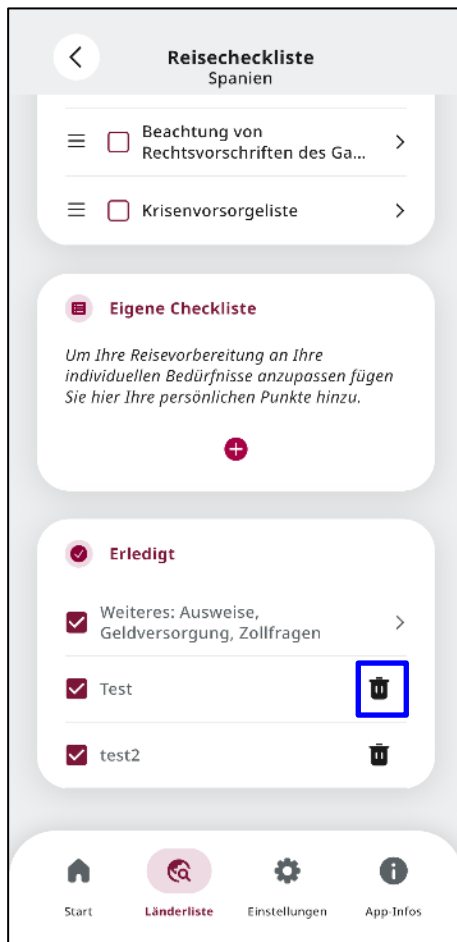 Reisecheckliste
Spanien
Beachtung von
Rechtsvorschriften des Ga...
Krisenvorsorgeliste
Eigene Checkliste
Um Ihre Reisevorbereitung an Ihre
individuellen Bedürfnisse anzupassen fügen
Sie hier Ihre persönlichen Punkte hinzu.
Erledigt
Weiteres: Ausweise,
Geldversorgung, Zollfragen
Test
test2
Start
Länderliste
Einstellungen
App-Infos